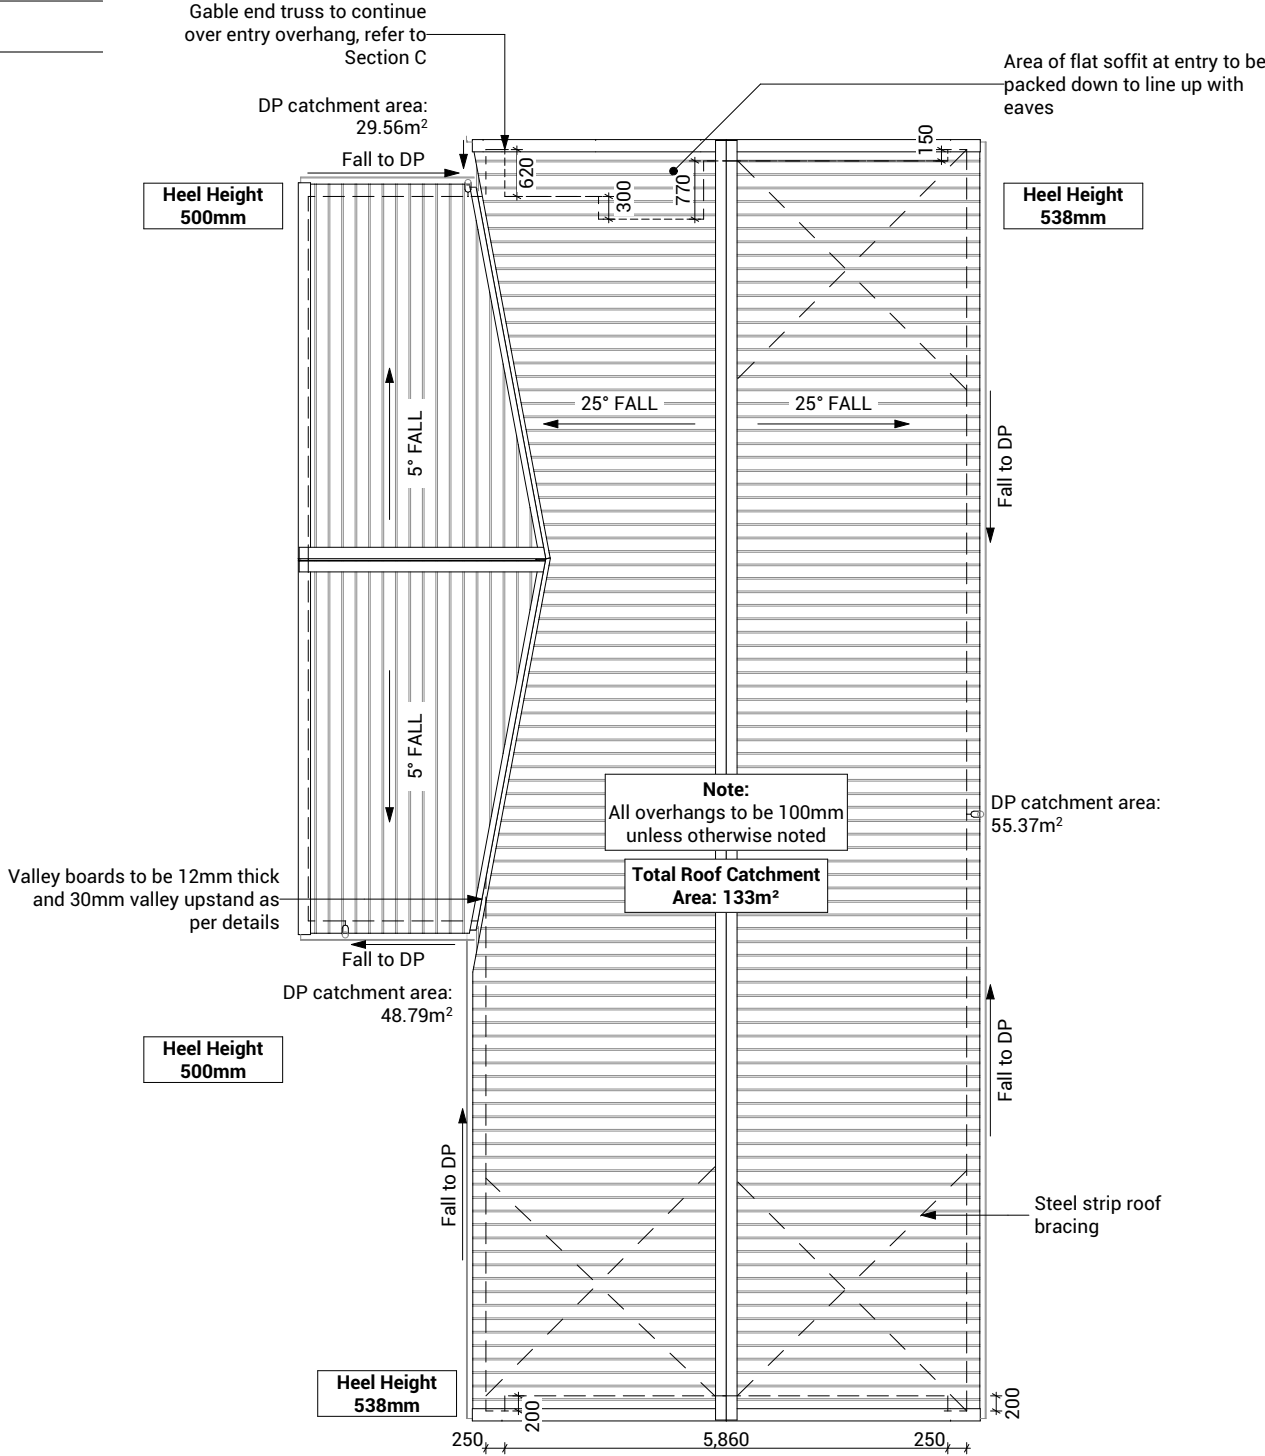 Gable end truss to continue
over entry overhang, refer to
Section C
Area of flat soffit at entry to be
packed down to line up with
eaves
DP catchment area:
29.56m²
Fall to DP
150
620
300
770
Heel Height
500mm
Heel Height
538mm
25° FALL
25° FALL
5° FALL
Fall to DP
5° FALL
Note:
All overhangs to be 100mm
unless otherwise noted
DP catchment area:
55.37m²
Total Roof Catchment
Area: 133m²
Valley boards to be 12mm thick
and 30mm valley upstand as
per details
Fall to DP
DP catchment area:
48.79m²
Heel Height
500mm
Fall to DP
Fall to DP
Steel strip roof
bracing
Heel Height
538mm
200
200
250
5,860
250